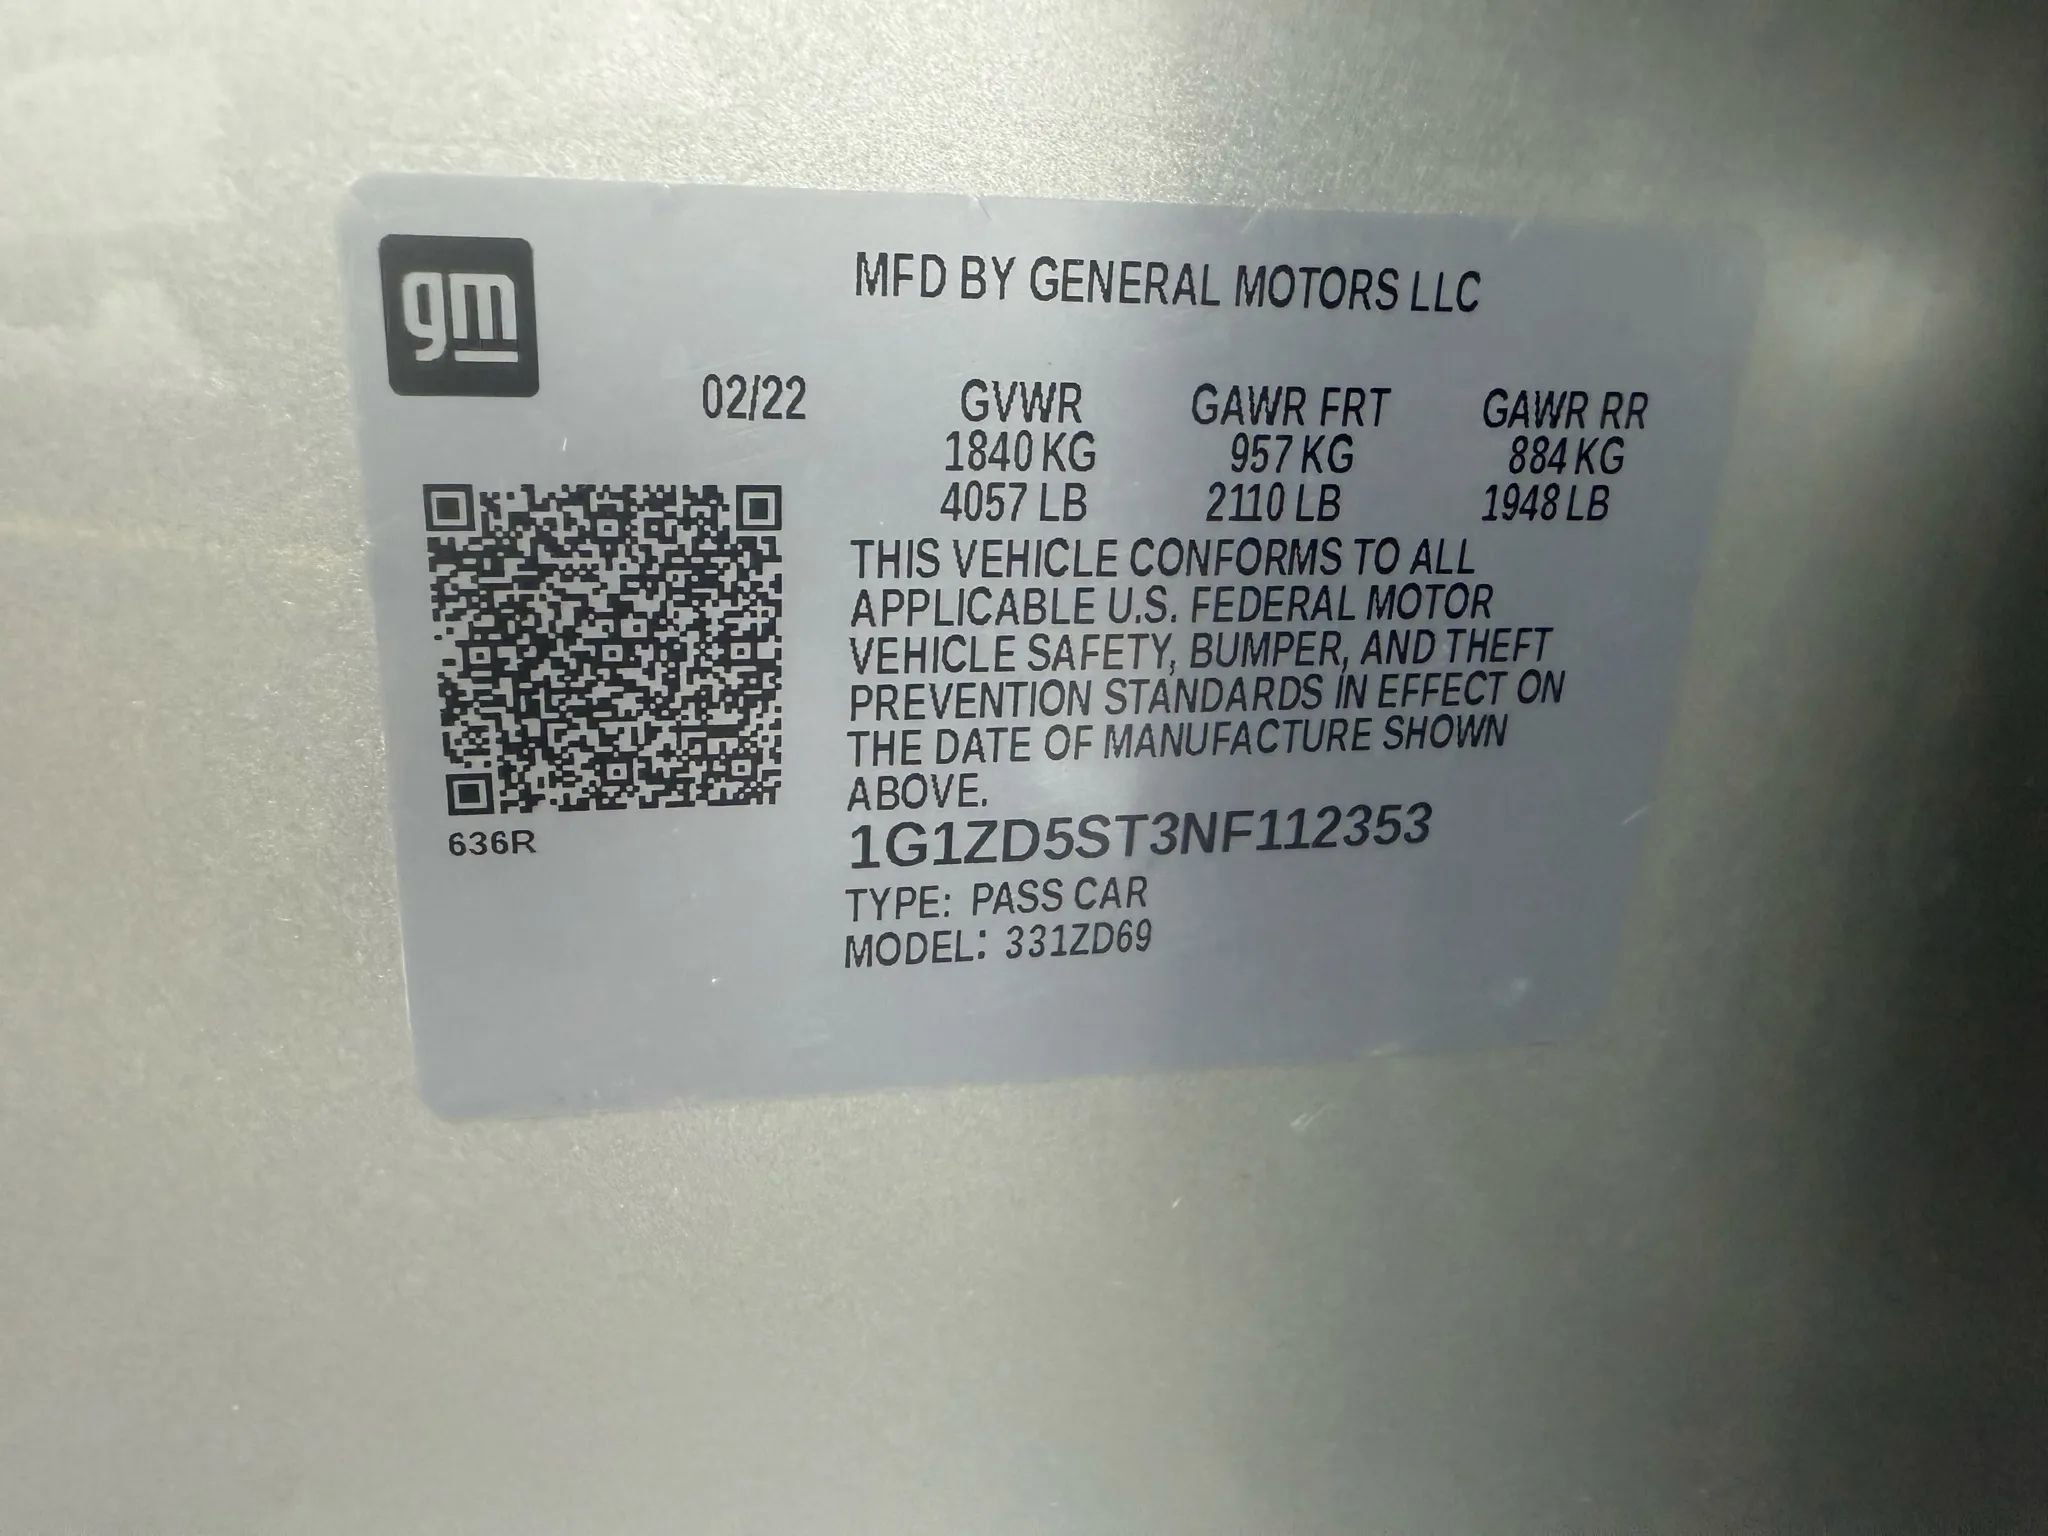 gm
MFD BY GENERAL MOTORS LLC
02/22 GVWR GAWR FRT GAWR RR
1840 KG 957 KG 884 KG
4057 LB 2110 LB 1948 LB
THIS VEHICLE CONFORMS TO ALL
APPLICABLE U.S. FEDERAL MOTOR
VEHICLE SAFETY, BUMPER, AND THEFT
PREVENTION STANDARDS IN EFFECT ON
THE DATE OF MANUFACTURE SHOWN
ABOVE.
636R
1G1ZD5ST3NF112353
TYPE: PASS CAR
MODEL: 331ZD69